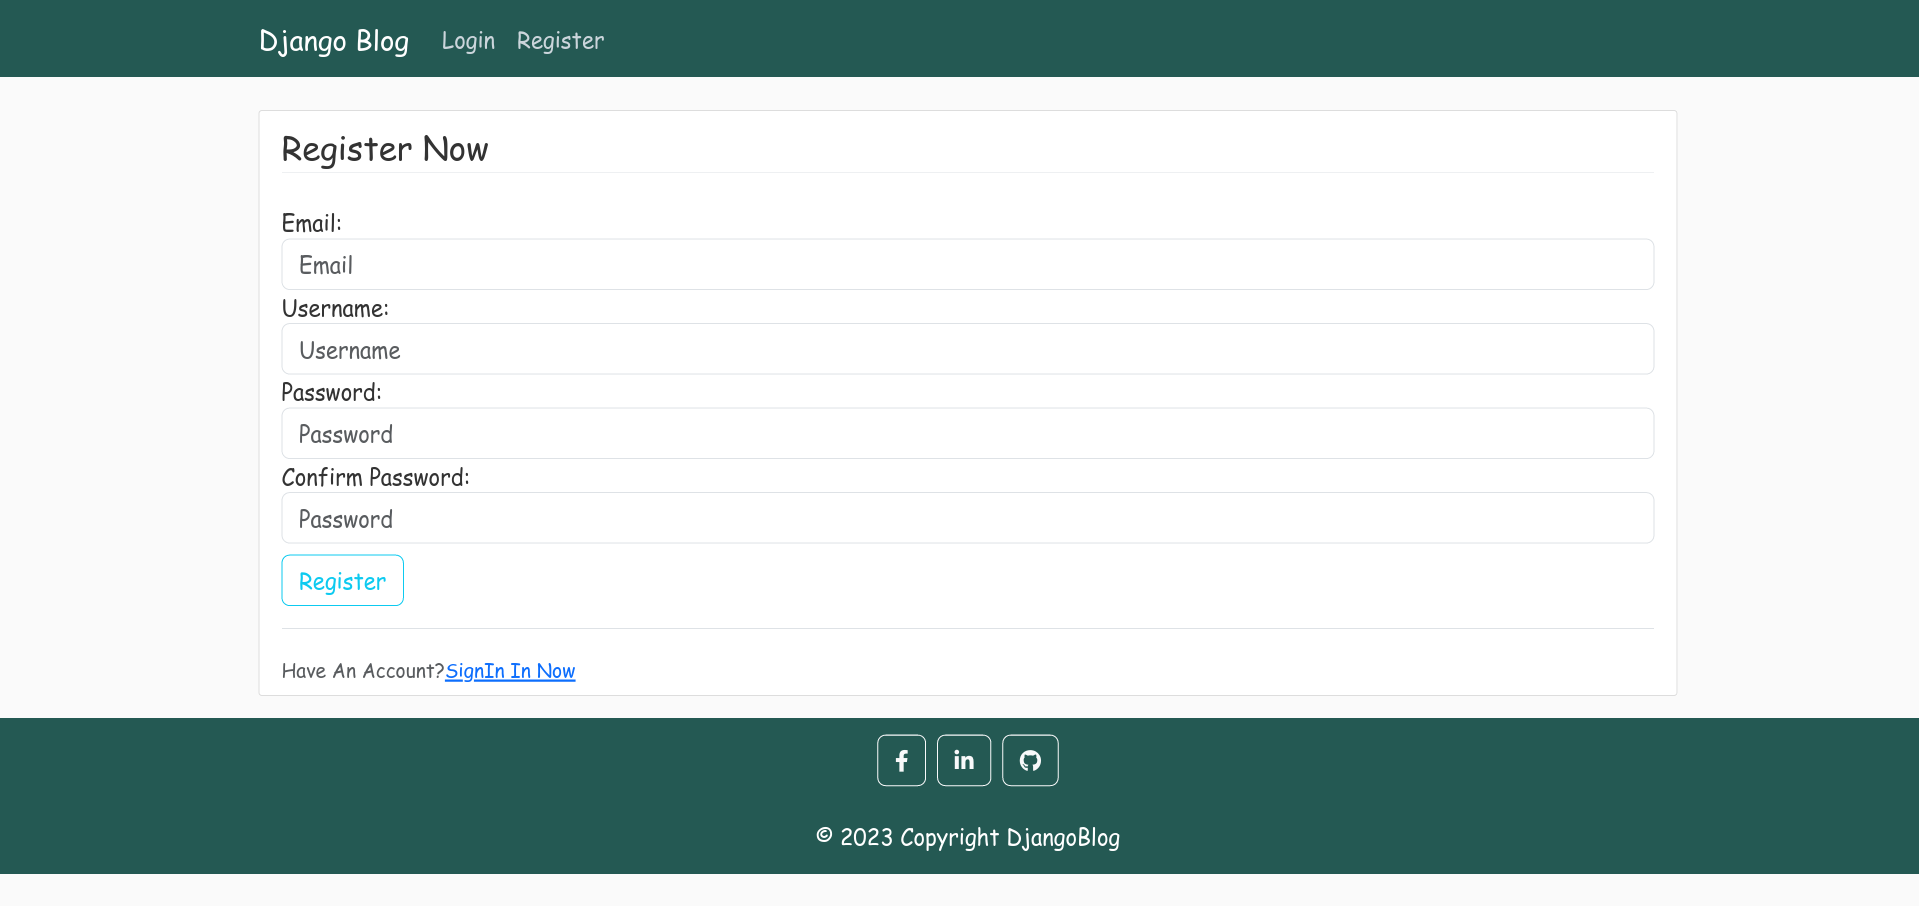 Django Blog Login Register
Register Now
Email:
Email
Username:
Username
Password:
Password
Confirm Password:
Password
Register
Have An Account?SignIn In Now
© 2023 Copyright DjangoBlog